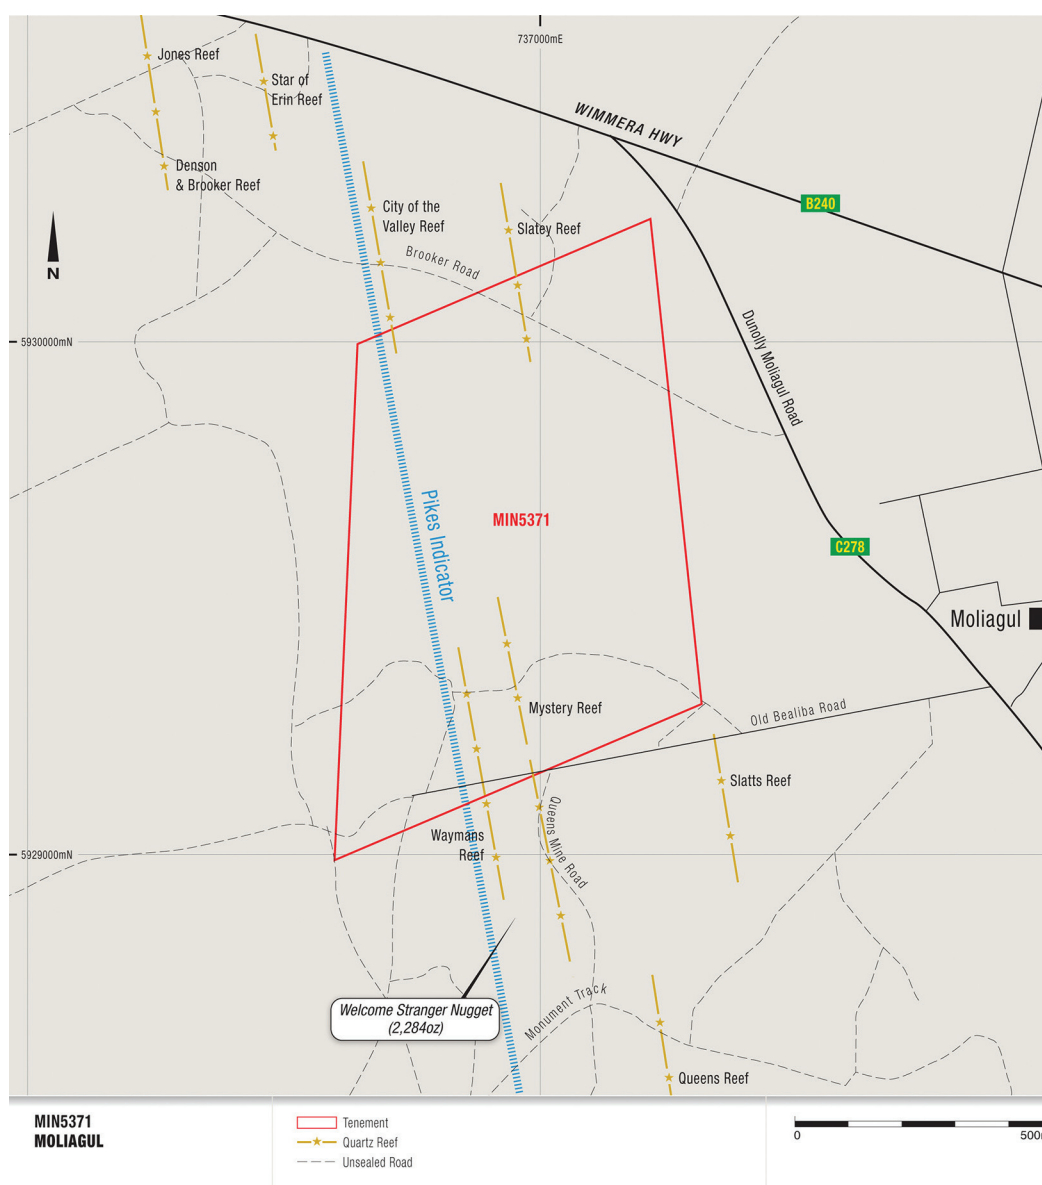 737000mE
Jones Reef
Star of
Erin Reef
WIMMERA HWY
Denson
& Brooker Reef
B240
City of the
Valley Reef
Slatey Reef
Brooker Road
N
5930000mN
Dunolly Moliagul Road
Pikes Indicator
MIN5371
C278
Moliagul
Mystery Reef
Old Bealiba Road
Slatts Reef
Waymans
Reef
Queens Mine Road
5929000mN
Welcome Stranger Nugget
(2,284oz)
Monument Track
Queens Reef
MIN5371
MOLIAGUL
Tenement
Quartz Reef
Unsealed Road
0
500